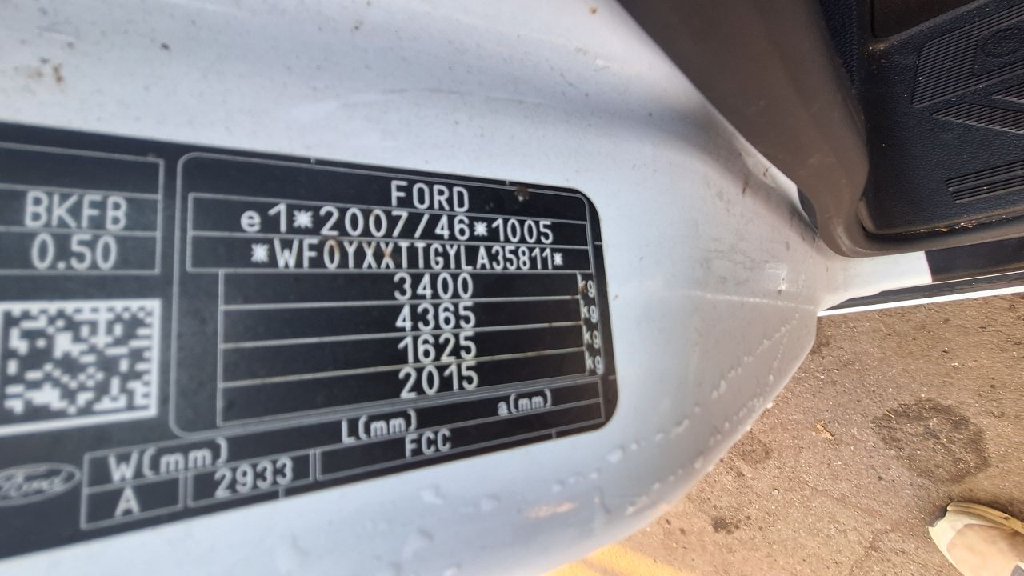 BKFB
0.50
FORD
e1*2007/46*1005
*WF0YXXTTGYLA35811*
3400 kg
4365 kg
1625 kg
2015 kg
W(mm) L(mm) a(mm)
Ford A 2933 FCC